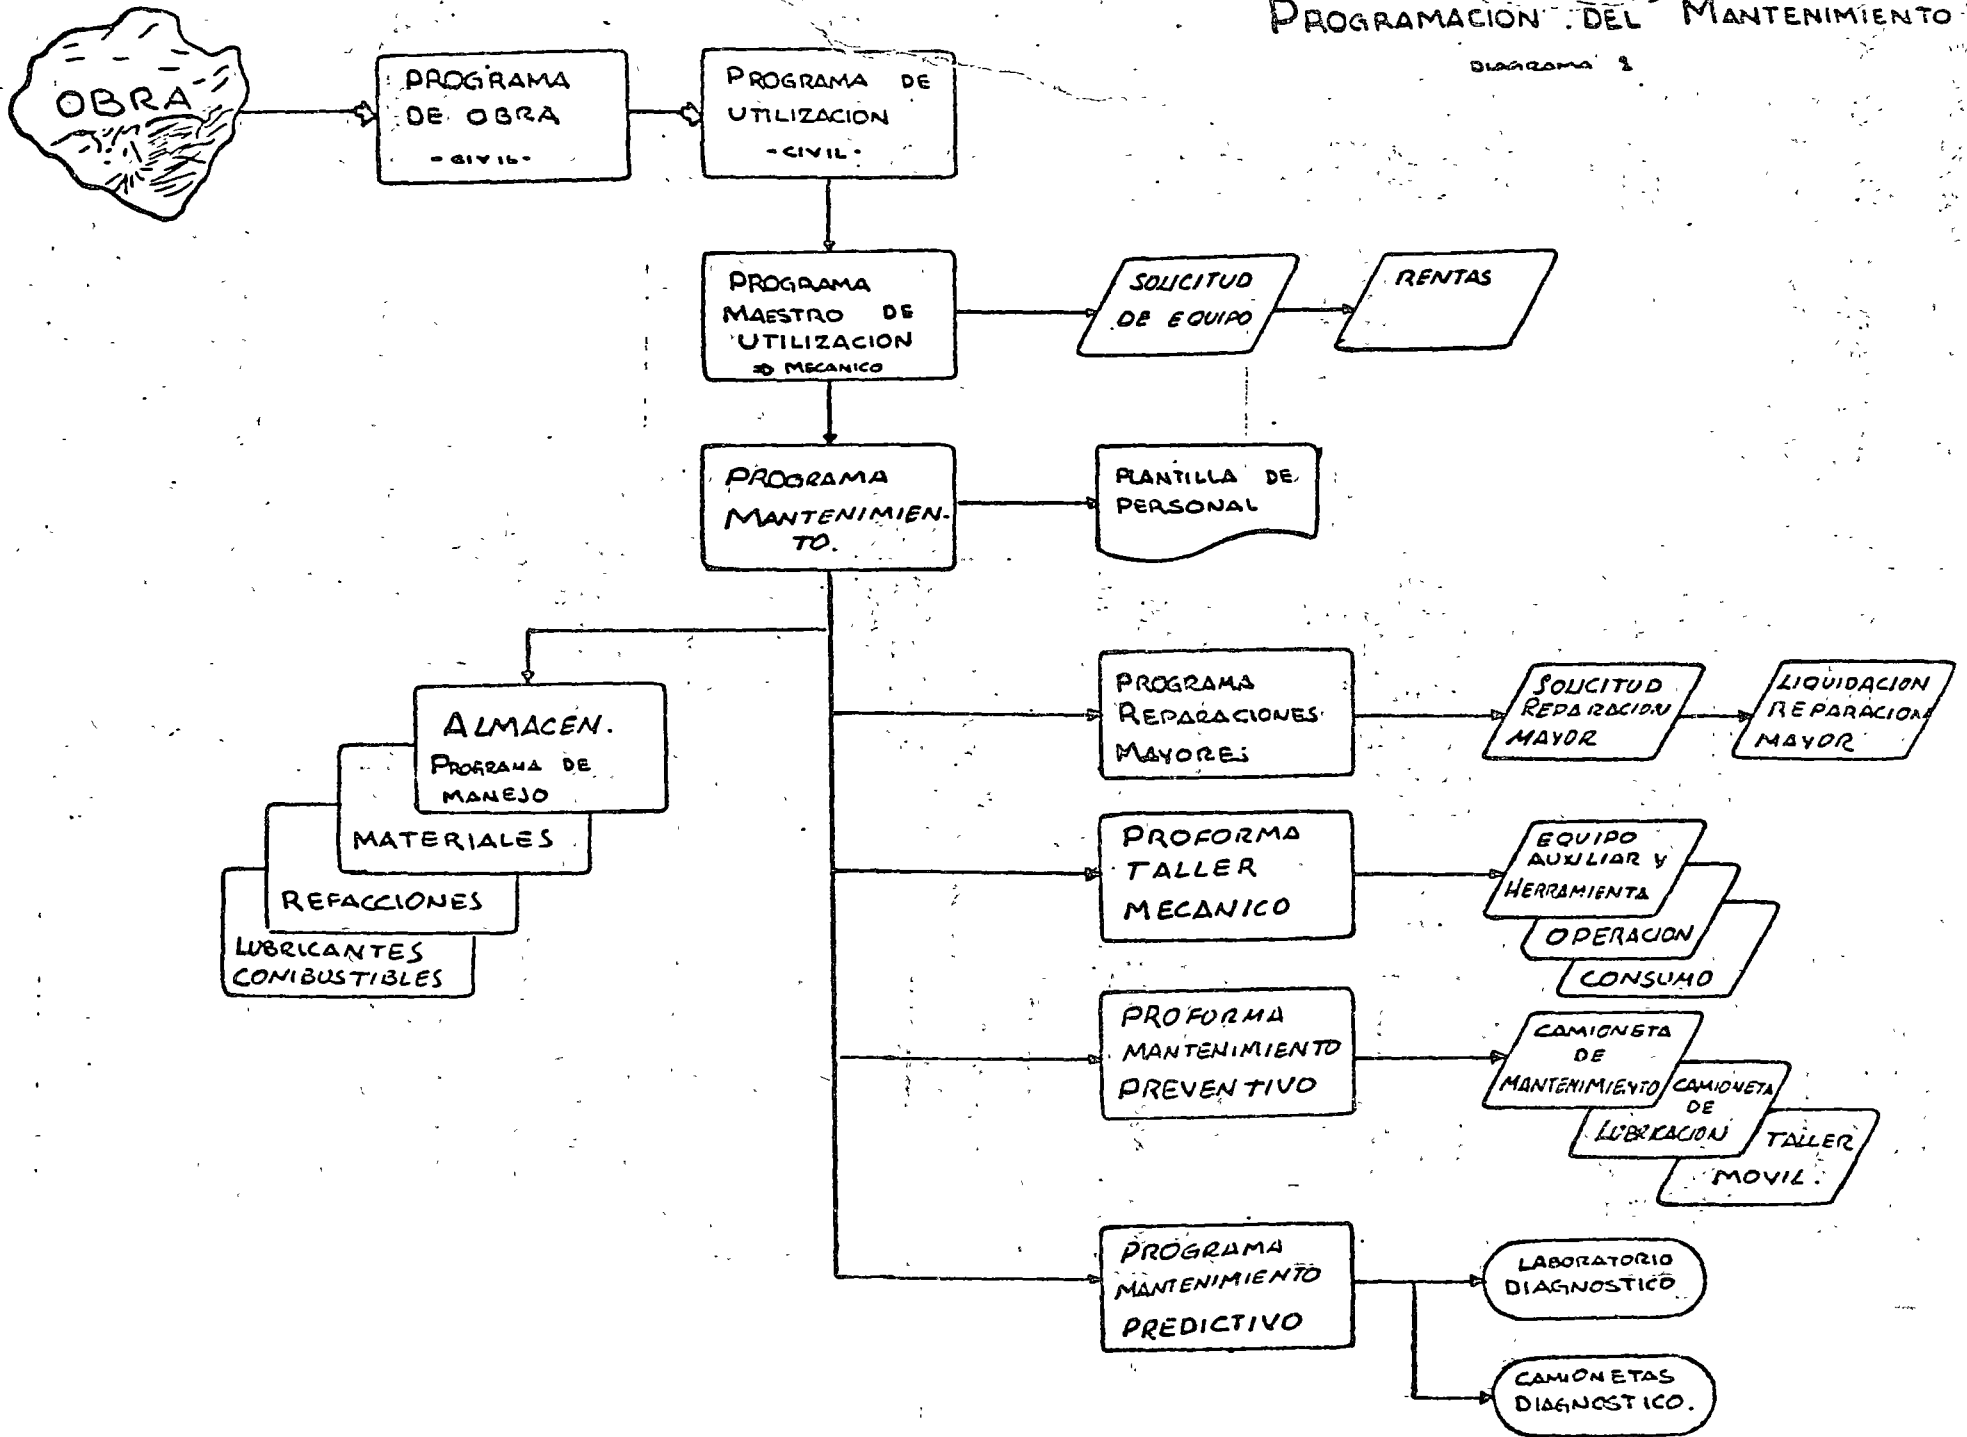 PROGRAMACION DEL MANTENIMIENTO
DIAGRAMA
OBRA
PROGRAMA
DE OBRA
- CIVIL -
PROGRAMA DE
UTILIZACION
- CIVIL -
PROGRAMA
MAESTRO DE
UTILIZACION
MECANICO
SOLICITUD
DE EQUIPO
RENTAS
PROGRAMA
MANTENIMIEN-
TO.
PLANTILLA DE
PERSONAL
ALMACEN.
PROGRAMA DE
MANEJO
MATERIALES
REFACCIONES
LUBRICANTES
COMBUSTIBLES
PROGRAMA
REPARACIONES
MAYORES
SOLICITUD
REPARACION
MAYOR
LIQUIDACION
REPARACION
MAYOR
PROFORMA
TALLER
MECANICO
EQUIPO
AUXILIAR Y
HERRAMIENTA
OPERACION
CONSUMO
PROFORMA
MANTENIMIENTO
PREVENTIVO
CAMIONETA
DE
MANTENIMIENTO
CAMIONETA
DE
LUBRICACION
TALLER
MOVIL.
PROGRAMA
MANTENIMIENTO
PREDICTIVO
LABORATORIO
DIAGNOSTICO
CAMIONETAS
DIAGNOSTICO.